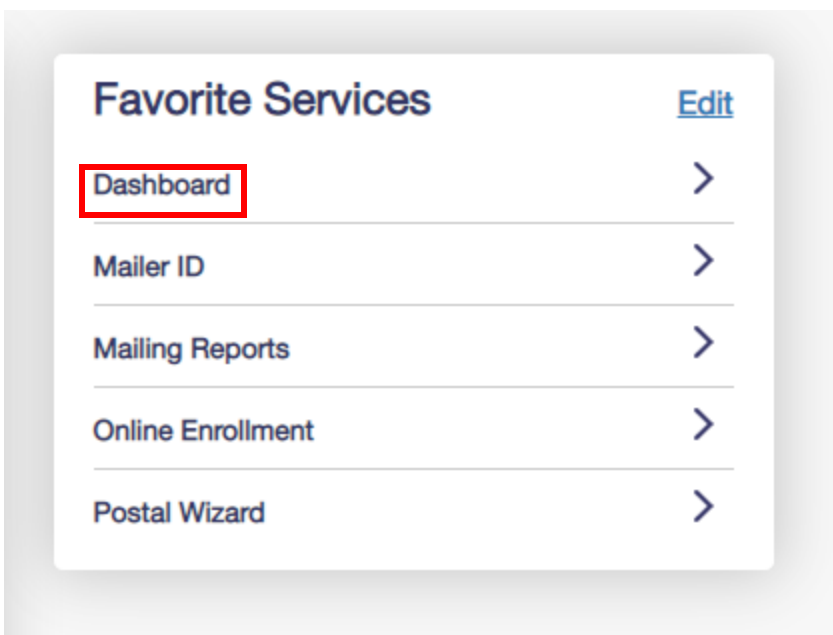 Favorite Services
Edit
Dashboard
Mailer ID
Mailing Reports
Online Enrollment
Postal Wizard